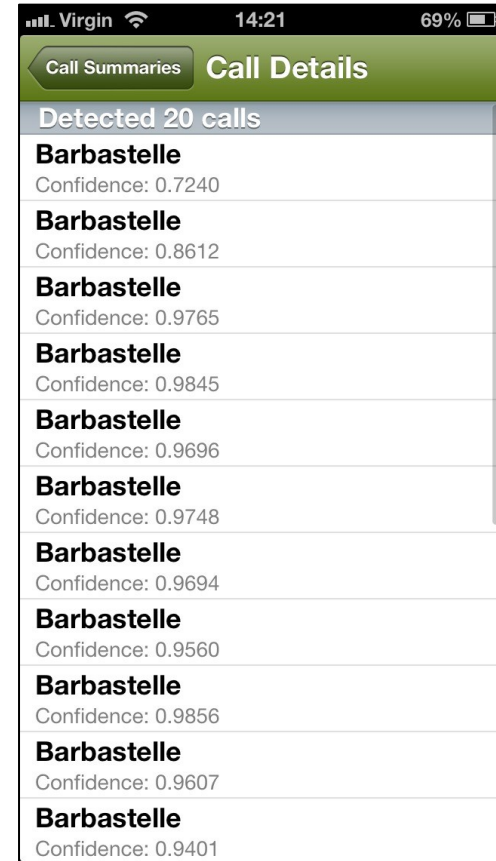 Virgin 14:21 69%
Call Summaries Call Details
Detected 20 calls
Barbastelle
Confidence: 0.7240
Barbastelle
Confidence: 0.8612
Barbastelle
Confidence: 0.9765
Barbastelle
Confidence: 0.9845
Barbastelle
Confidence: 0.9696
Barbastelle
Confidence: 0.9748
Barbastelle
Confidence: 0.9694
Barbastelle
Confidence: 0.9560
Barbastelle
Confidence: 0.9856
Barbastelle
Confidence: 0.9607
Barbastelle
Confidence: 0.9401